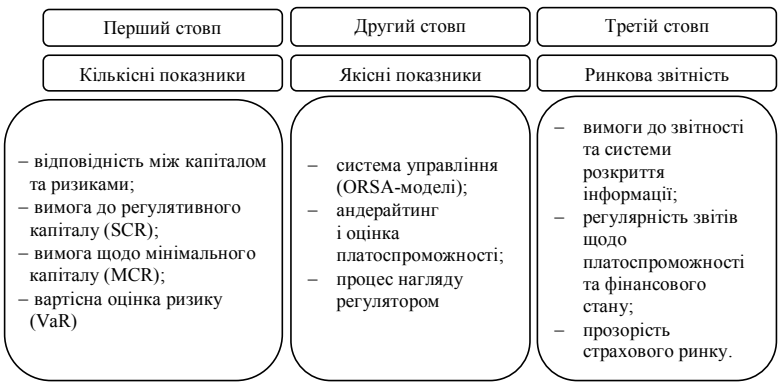 Перший стовп
Другий стовп
Третій стовп
Кількісні показники
Якісні показники
Ринкова звітність
– відповідність між капіталом
та ризиками;
– вимога до регулятивного
капіталу (SCR);
– вимога щодо мінімального
капіталу (MCR);
– вартісна оцінка ризику
(VaR)
– система управління
(ORSA-моделі);
– андерайтинг
і оцінка
платоспроможності;
– процес нагляду
регулятором
– вимоги до звітності
та системи
розкриття
інформації;
– регулярність звітів
щодо
платоспроможності
та фінансового
стану;
– прозорість
страхового ринку.